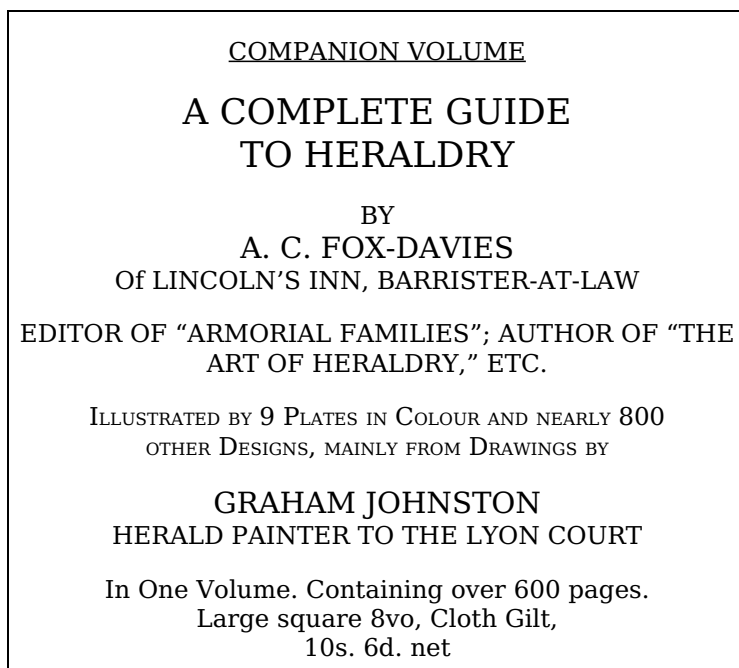 COMPANION VOLUME
A COMPLETE GUIDE
TO HERALDRY
BY
A. C. FOX-DAVIES
Of LINCOLN’S INN, BARRISTER-AT-LAW
EDITOR OF “ARMORIAL FAMILIES”; AUTHOR OF “THE
ART OF HERALDRY,” ETC.
Illustrated by 9 Plates in Colour and nearly 800
other Designs, mainly from Drawings by
GRAHAM JOHNSTON
HERALD PAINTER TO THE LYON COURT
In One Volume. Containing over 600 pages.
Large square 8vo, Cloth Gilt,
10s. 6d. net